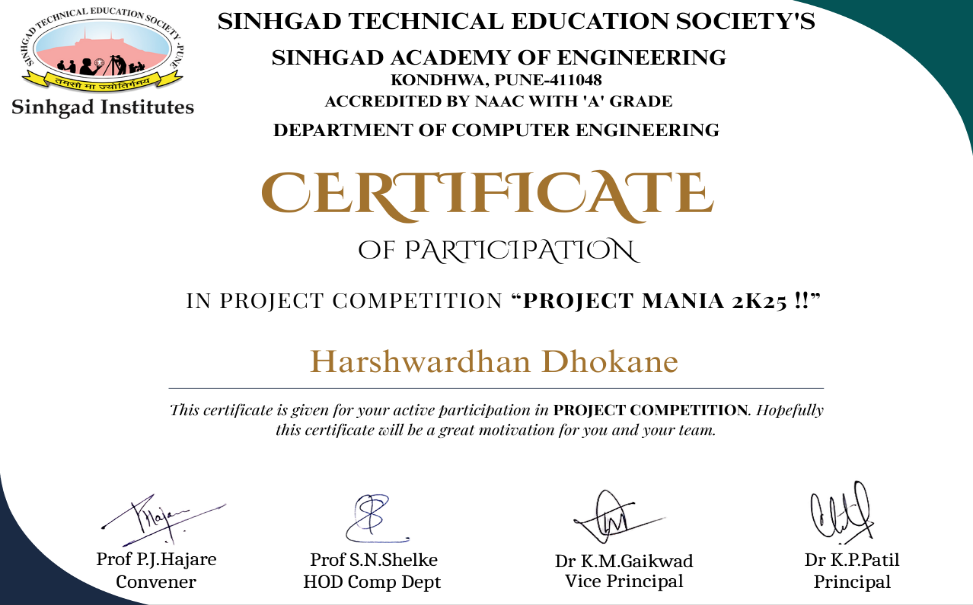 SINHGAD TECHNICAL EDUCATION SOCIETY, PUNE
तमसो मा ज्योतिर्गमय
Sinhgad Institutes
SINHGAD TECHNICAL EDUCATION SOCIETY'S
SINHGAD ACADEMY OF ENGINEERING
KONDHWA, PUNE-411048
ACCREDITED BY NAAC WITH 'A' GRADE
DEPARTMENT OF COMPUTER ENGINEERING
CERTIFICATE
OF PARTICIPATION
IN PROJECT COMPETITION “PROJECT MANIA 2K25 !!”
Harshwardhan Dhokane
This certificate is given for your active participation in PROJECT COMPETITION. Hopefully
this certificate will be a great motivation for you and your team.
Prof P.J.Hajare
Convener
Prof S.N.Shelke
HOD Comp Dept
Dr K.M.Gaikwad
Vice Principal
Dr K.P.Patil
Principal